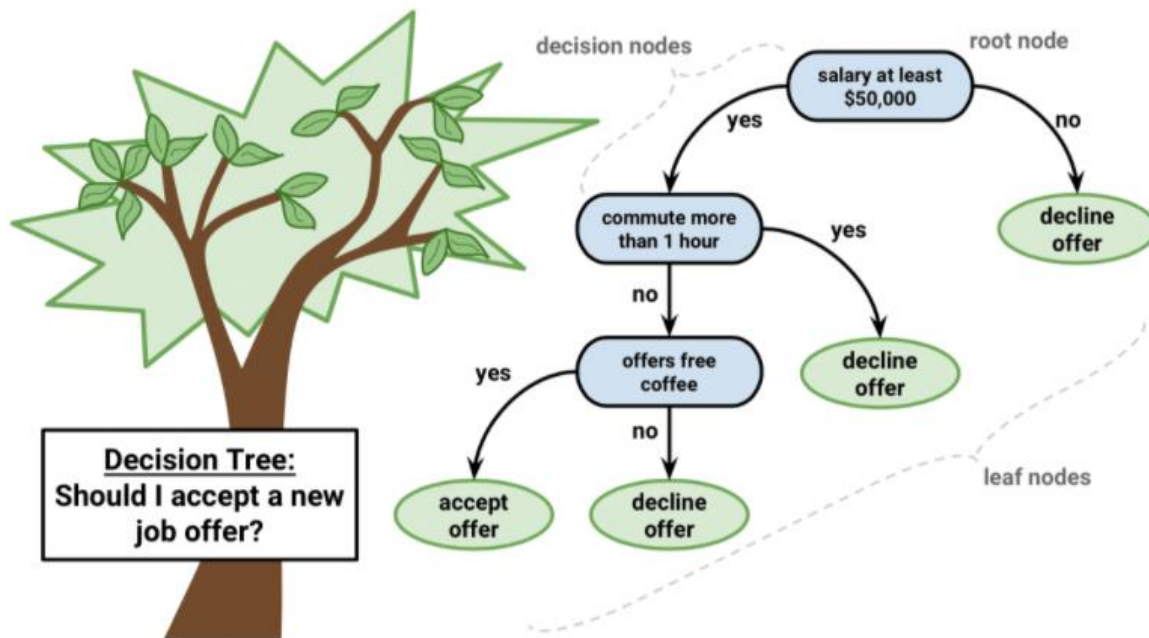 decision nodes
root node
salary at least
$50,000
yes
no
commute more
than 1 hour
yes
decline
offer
no
offers free
coffee
decline
offer
yes
no
Decision Tree:
Should I accept a new
job offer?
leaf nodes
accept
offer
decline
offer